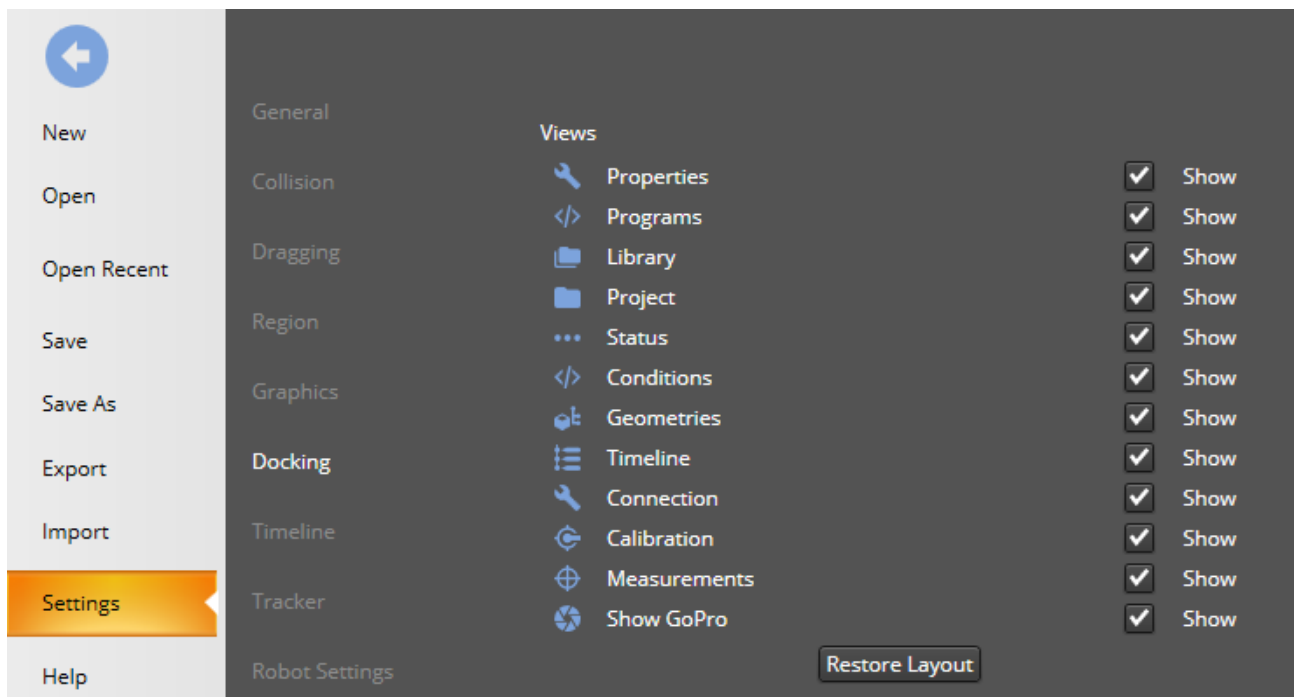 New
Open
Open Recent
Save
Save As
Export
Import
Settings
Help
General
Collision
Dragging
Region
Graphics
Docking
Timeline
Tracker
Robot Settings
Views
Properties Show
Programs Show
Library Show
Project Show
Status Show
Conditions Show
Geometries Show
Timeline Show
Connection Show
Calibration Show
Measurements Show
Show GoPro Show
Restore Layout